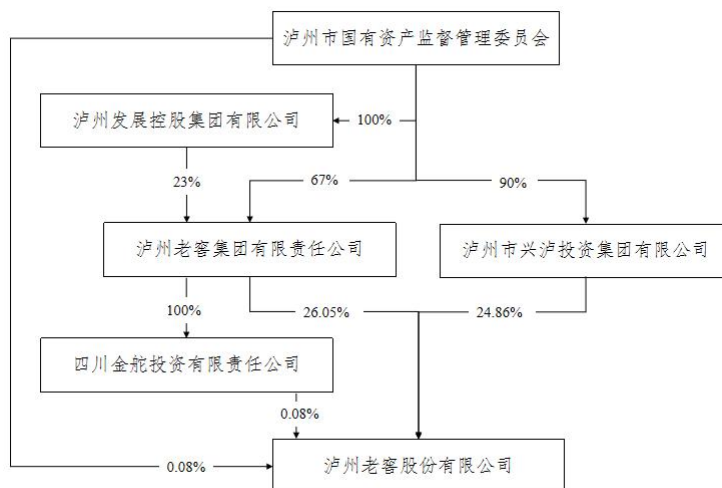 泸州市国有资产监督管理委员会
泸州发展控股集团有限公司
100%
23%
67%
90%
泸州老窖集团有限责任公司
泸州市兴泸投资集团有限公司
100%
26.05%
24.86%
四川金舵投资有限责任公司
0.08%
0.08%
泸州老窖股份有限公司